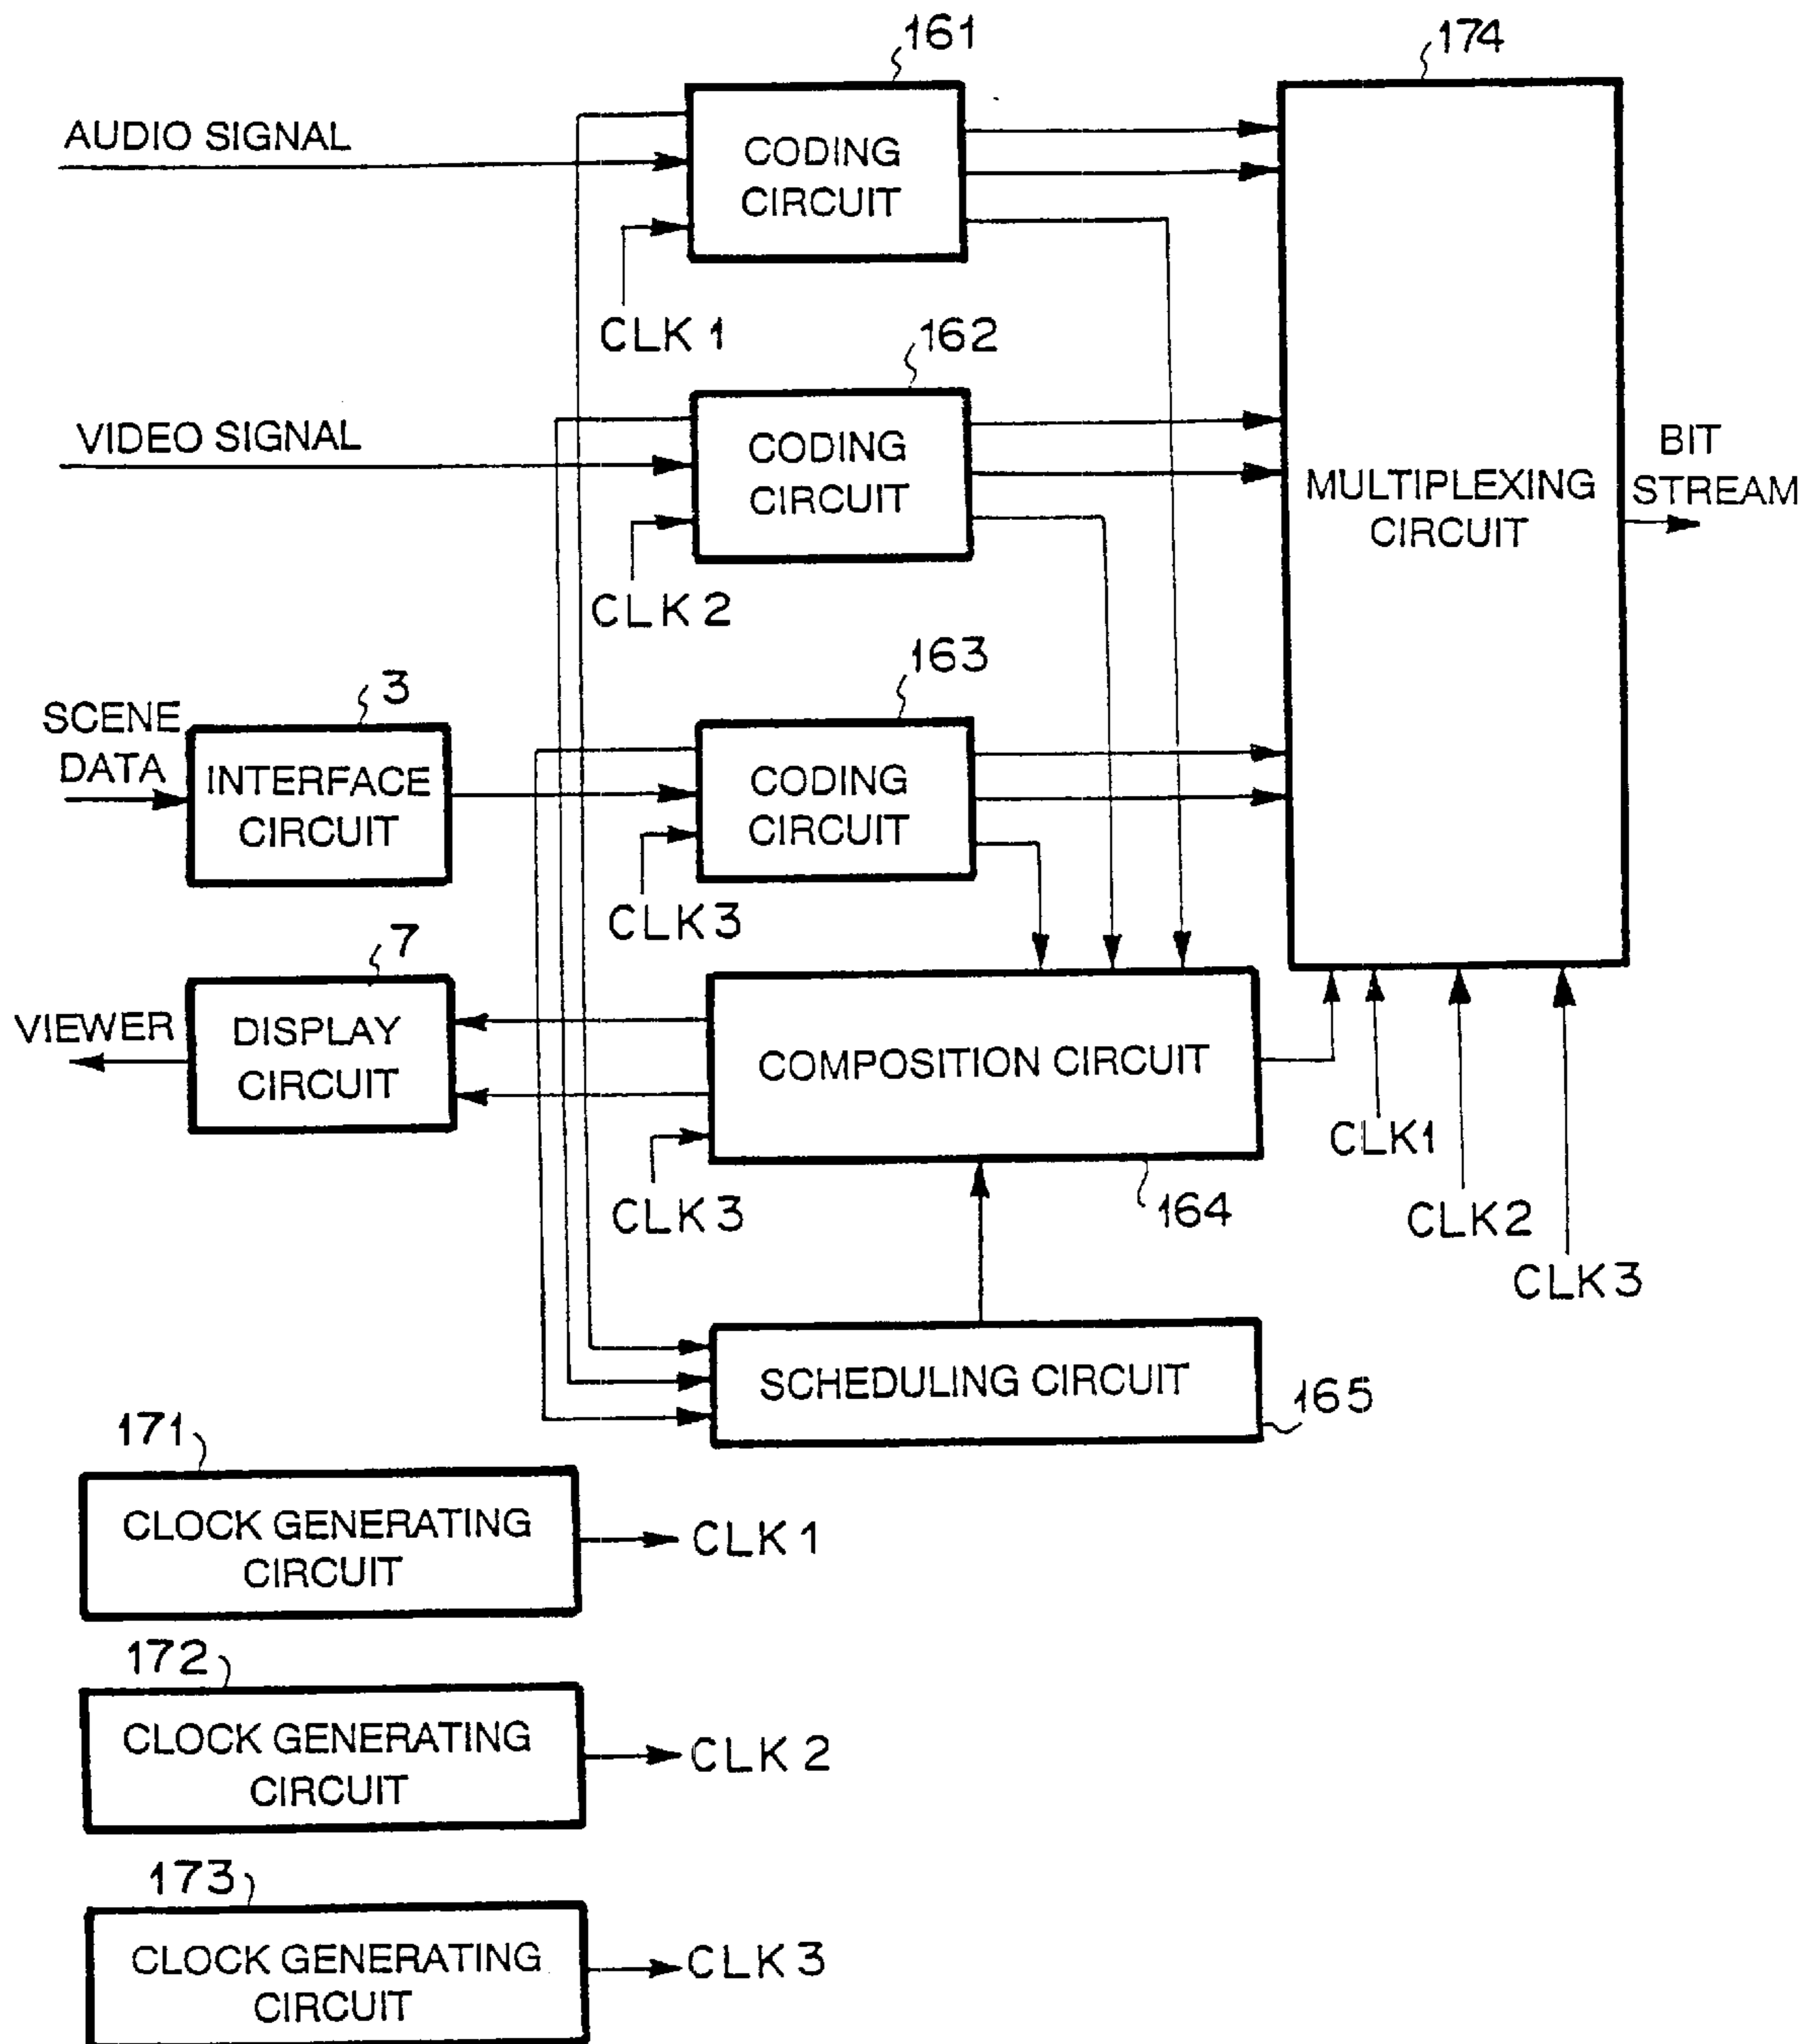 161
174
AUDIO SIGNAL
CODING
CIRCUIT
CLK 1
162
VIDEO SIGNAL
CODING
CIRCUIT
BIT
STREAM
MULTIPLEXING
CIRCUIT
CLK 2
163
3
SCENE
DATA
INTERFACE
CIRCUIT
CODING
CIRCUIT
CLK3
7
VIEWER
DISPLAY
CIRCUIT
COMPOSITION CIRCUIT
CLK3
164
CLK1
CLK2
CLK3
SCHEDULING CIRCUIT
165
171
CLOCK GENERATING
CIRCUIT
CLK 1
172
CLOCK GENERATING
CIRCUIT
CLK 2
173
CLOCK GENERATING
CIRCUIT
CLK 3